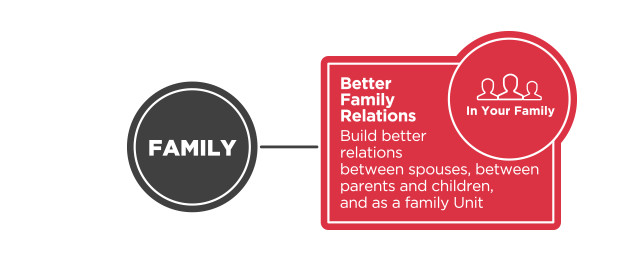 FAMILY
Better
Family
Relations
In Your Family
Build better
relations
between spouses, between
parents and children,
and as a family Unit